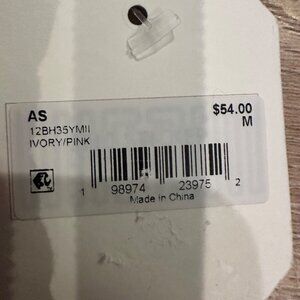 AS $54.00
12BH35YMII M
IVORY/PINK
1 98974 23975 2
Made in China